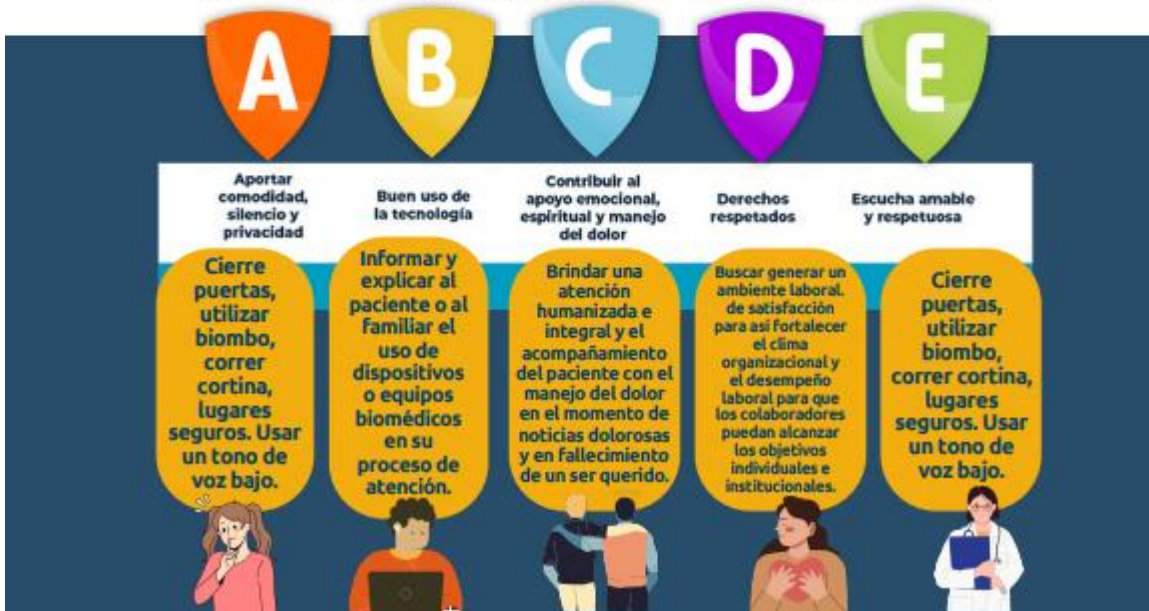 A
B
C
D
E
Aportar
comodidad,
silencio y
privacidad
Buen uso de
la tecnología
Contribuir al
apoyo emocional,
espiritual y manejo
del dolor
Derechos
respetados
Escucha amable
y respetuosa
Cierre
puertas,
utilizar
biombo,
correr
cortina,
lugares
seguros. Usar
un tono de
voz bajo.
Informar y
explicar al
paciente o al
familiar el
uso de
dispositivos
o equipos
biomédicos
en su
proceso de
atención.
Brindar una
atención
humanizada e
integral y el
acompañamiento
del paciente con el
manejo del dolor
en el momento de
noticias dolorosas
y en fallecimiento
de un ser querido.
Buscar generar un
ambiente laboral.
de satisfacción
para así fortalecer
el clima
organizacional y
el desempeño
laboral para que
los colaboradores
puedan alcanzar
los objetivos
individuales e
institucionales.
Cierre
puertas,
utilizar
biombo,
correr cortina,
lugares
seguros. Usar
un tono de
voz bajo.